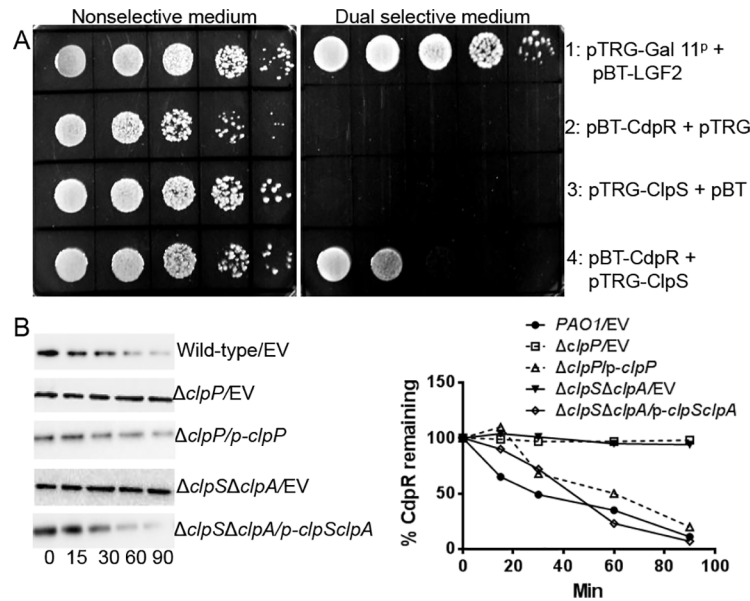 A
Nonselective medium
Dual selective medium
1: pTRG-Gal 11ᵖ +
pBT-LGF2
2: pBT-CdpR + pTRG
3: pTRG-ClpS + pBT
4: pBT-CdpR +
pTRG-ClpS
B
Wild-type/EV
ΔclpP/EV
ΔclpP/p-clpP
ΔclpSΔclpA/EV
ΔclpSΔclpA/p-clpSclpA
0 15 30 60 90
PAO1/EV
ΔclpP/EV
ΔclpP/p-clpP
ΔclpSΔclpA/EV
ΔclpSΔclpA/p-clpSclpA
% CdpR remaining
150
100
50
0
0 20 40 60 80 100
Min